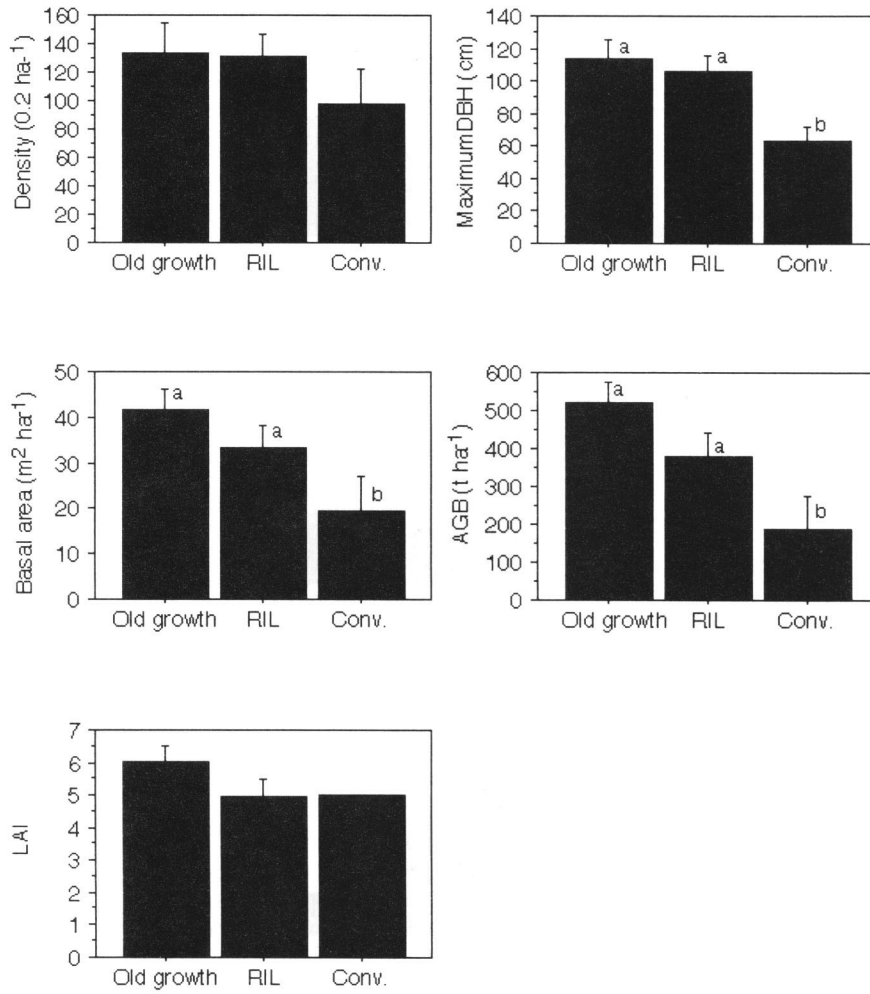 Density (0.2 ha-1)
160
140
120
100
80
60
40
20
0
Old growth RIL Conv.
MaximumDBH (cm)
140
120
100
80
60
40
20
0
a
a
b
Old growth RIL Conv.
Basal area (m2 ha-1)
50
40
30
20
10
0
a
a
b
Old growth RIL Conv.
AGB (t ha-1)
600
500
400
300
200
100
0
a
a
b
Old growth RIL Conv.
LAI
7
6
5
4
3
2
1
0
Old growth RIL Conv.